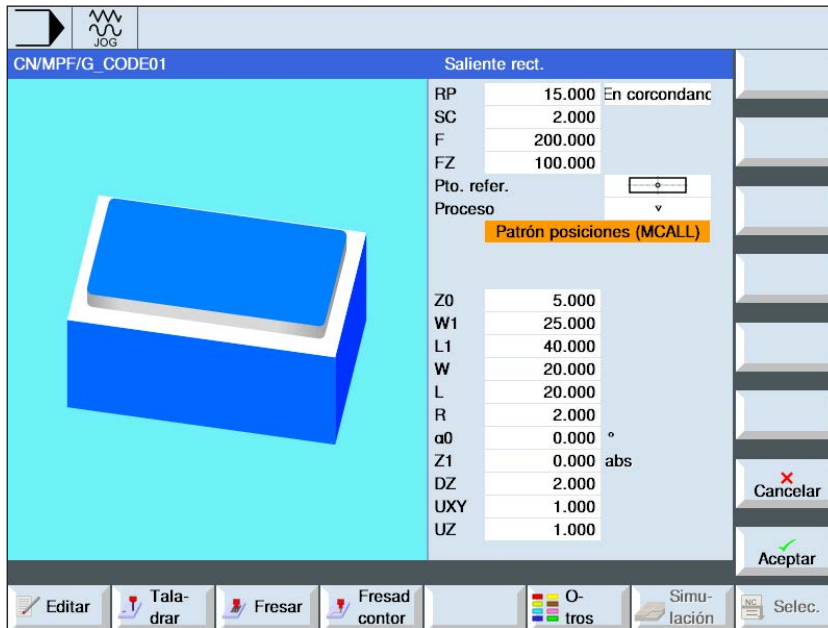 JOG
CN/MPF/G_CODE01
Saliente rect.
RP 15.000 En corcondanc
SC 2.000
F 200.000
FZ 100.000
Pto. refer.
Proceso ▿
Patrón posiciones (MCALL)
Z0 5.000
W1 25.000
L1 40.000
W 20.000
L 20.000
R 2.000
α0 0.000 °
Z1 0.000 abs
DZ 2.000
UXY 1.000
UZ 1.000
Cancelar
Aceptar
Editar
Tala-
drar
Fresar
Fresad
contor
O-
tros
Simu-
lación
NC
Selec.